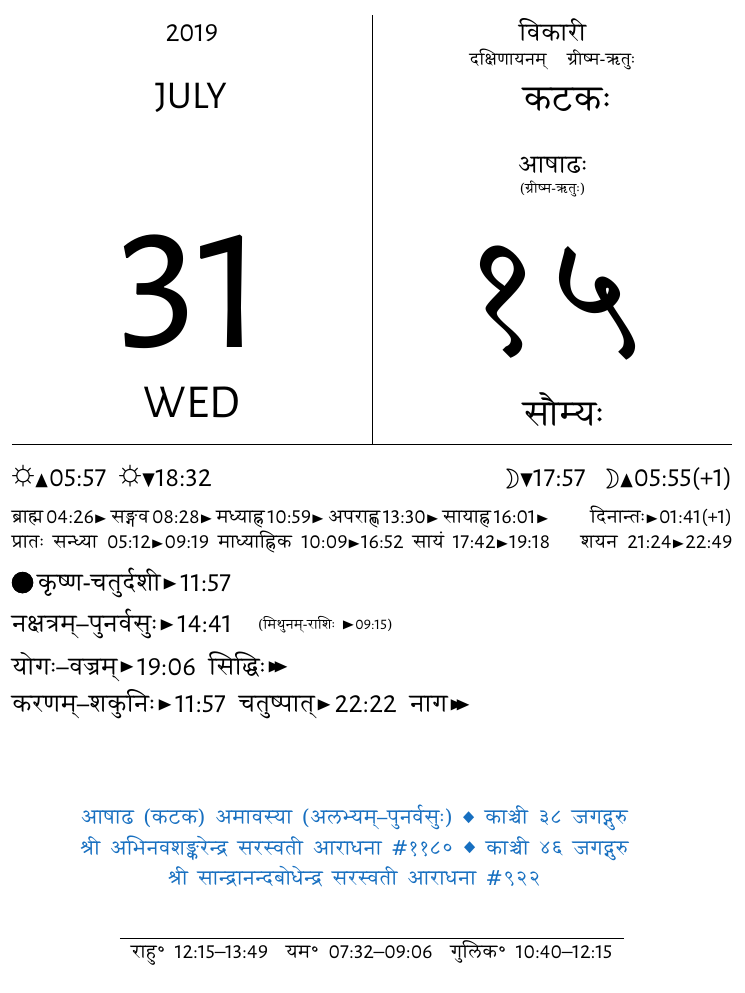 2019
JULY
31
WED
विकारी
दक्षिणायनम् ग्रीष्म-ऋतुः
कटकः
आषाढः
(ग्रीष्म-ऋतुः)
१५
सौम्यः
☼▲05:57 ☼▼18:32 ☽▼17:57 ☽▲05:55(+1)
ब्राह्म 04:26► सङ्गव 08:28► मध्याह्न 10:59► अपराह्ण 13:30► सायाह्न 16:01► दिनान्तः►01:41(+1)
प्रातः सन्ध्या 05:12►09:19 माध्याह्निक 10:09►16:52 सायं 17:42►19:18 शयन 21:24►22:49
●कृष्ण-चतुर्दशी►11:57
नक्षत्रम्–पुनर्वसुः►14:41 (मिथुनम्-राशिः ►09:15)
योगः–वज्रम्►19:06 सिद्धिः►►
करणम्–शकुनिः►11:57 चतुष्पात्►22:22 नाग►►
आषाढ (कटक) अमावस्या (अलभ्यम्–पुनर्वसुः) ◆ काञ्ची ३८ जगद्गुरु
श्री अभिनवशङ्करेन्द्र सरस्वती आराधना #११८० ◆ काञ्ची ४६ जगद्गुरु
श्री सान्द्रानन्दबोधेन्द्र सरस्वती आराधना #९२२
राहु॰ 12:15–13:49 यम॰ 07:32–09:06 गुलिक॰ 10:40–12:15